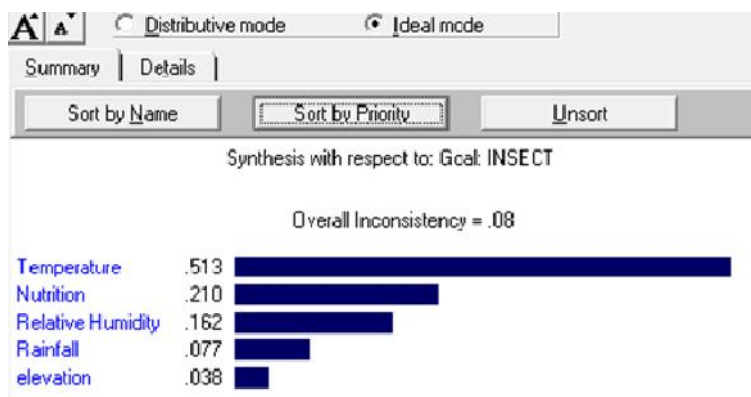 A A Distributive mode Ideal mode
Summary Details
Sort by Name Sort by Priority Unsort
Synthesis with respect to: Goal: INSECT
Overall Inconsistency = .08
Temperature .513
Nutrition .210
Relative Humidity .162
Rainfall .077
elevation .038